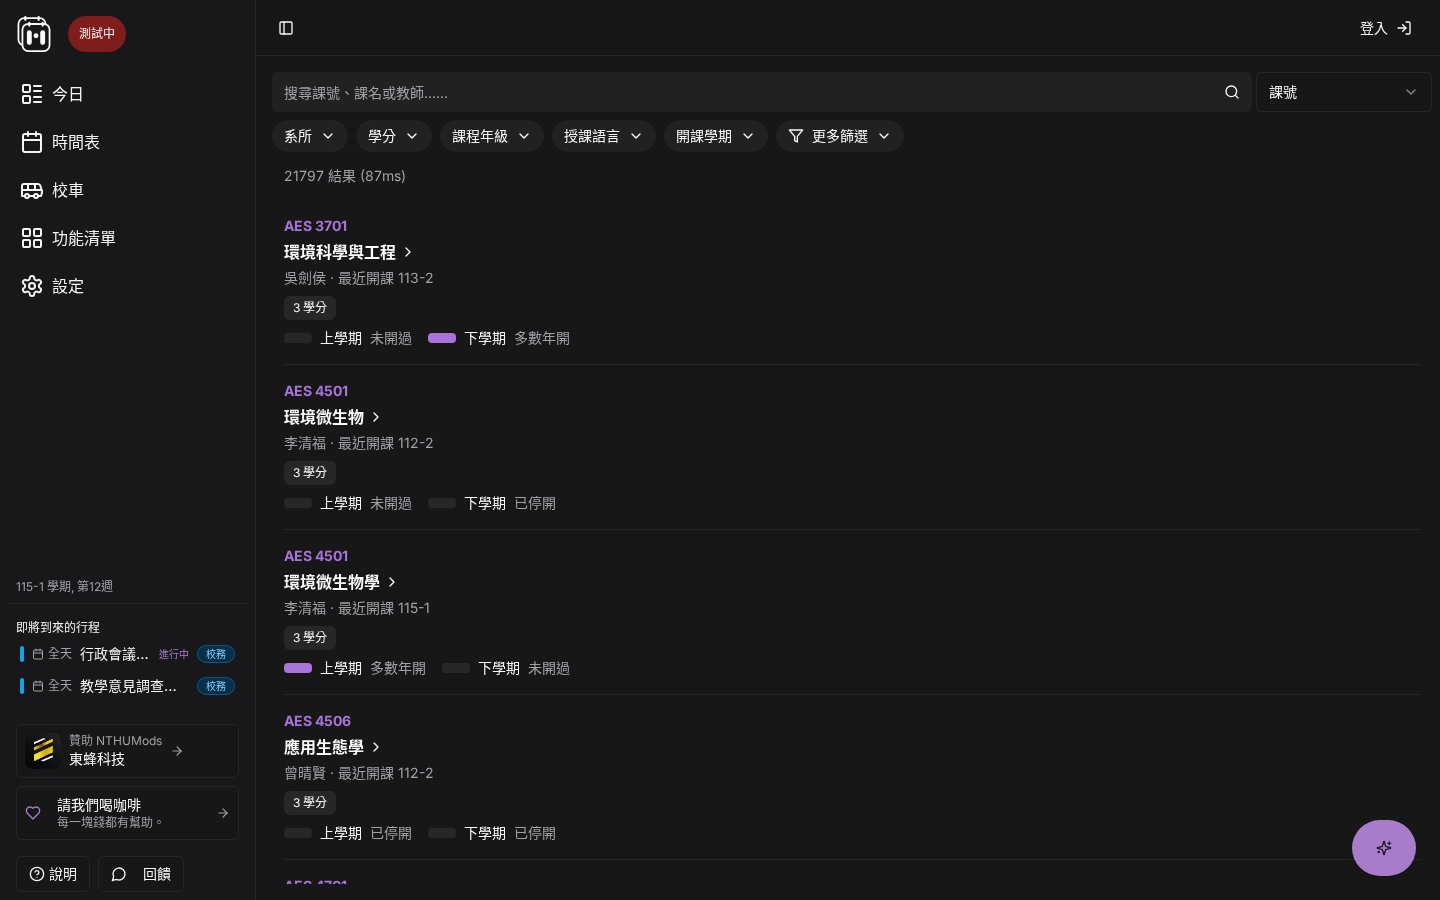 測試中
今日
時間表
校車
功能清單
設定
115-1 學期, 第12週
即將到來的行程
全天 行政會議... 進行中 校務
全天 教學意見調查... 校務
贊助 NTHUMods
東蜂科技
請我們喝咖啡
每一塊錢都有幫助。
說明 回饋
登入
搜尋課號、課名或教師...... 課號
系所 學分 課程年級 授課語言 開課學期 更多篩選
21797 結果 (87ms)
AES 3701
環境科學與工程
吳劍侯 · 最近開課 113-2
3 學分
上學期 未開過 下學期 多數年開
AES 4501
環境微生物
李清福 · 最近開課 112-2
3 學分
上學期 未開過 下學期 已停開
AES 4501
環境微生物學
李清福 · 最近開課 115-1
3 學分
上學期 多數年開 下學期 未開過
AES 4506
應用生態學
曾晴賢 · 最近開課 112-2
3 學分
上學期 已停開 下學期 已停開